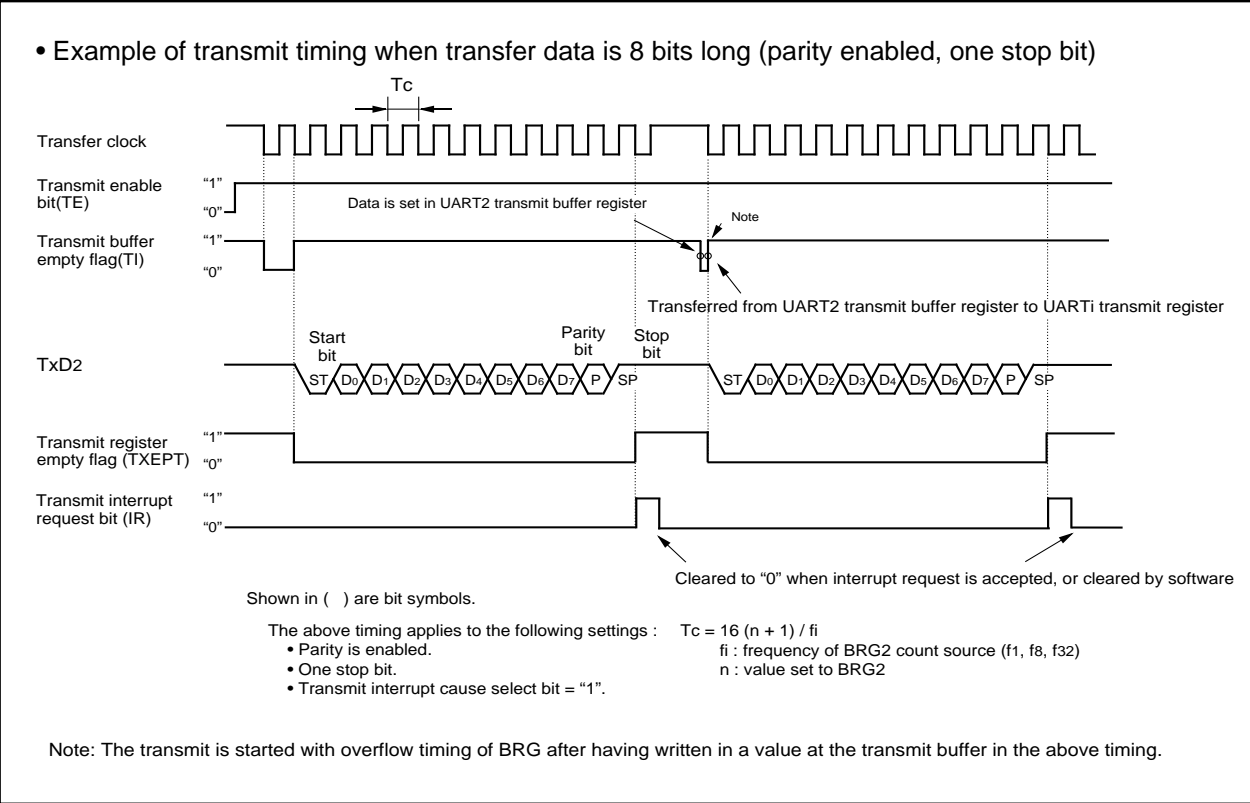 • Example of transmit timing when transfer data is 8 bits long (parity enabled, one stop bit)
Tc
Transfer clock
Transmit enable
bit(TE)
“1”
“0”
Data is set in UART2 transmit buffer register
Note
Transmit buffer
empty flag(TI)
“1”
“0”
Transferred from UART2 transmit buffer register to UARTi transmit register
Start
bit
Parity
bit
Stop
bit
TxD2
ST D0 D1 D2 D3 D4 D5 D6 D7 P SP ST D0 D1 D2 D3 D4 D5 D6 D7 P SP
Transmit register
empty flag (TXEPT)
“1”
“0”
Transmit interrupt
request bit (IR)
“1”
“0”
Cleared to “0” when interrupt request is accepted, or cleared by software
Shown in ( ) are bit symbols.
The above timing applies to the following settings :
• Parity is enabled.
• One stop bit.
• Transmit interrupt cause select bit = “1”.
Tc = 16 (n + 1) / fi
fi : frequency of BRG2 count source (f1, f8, f32)
n : value set to BRG2
Note: The transmit is started with overflow timing of BRG after having written in a value at the transmit buffer in the above timing.